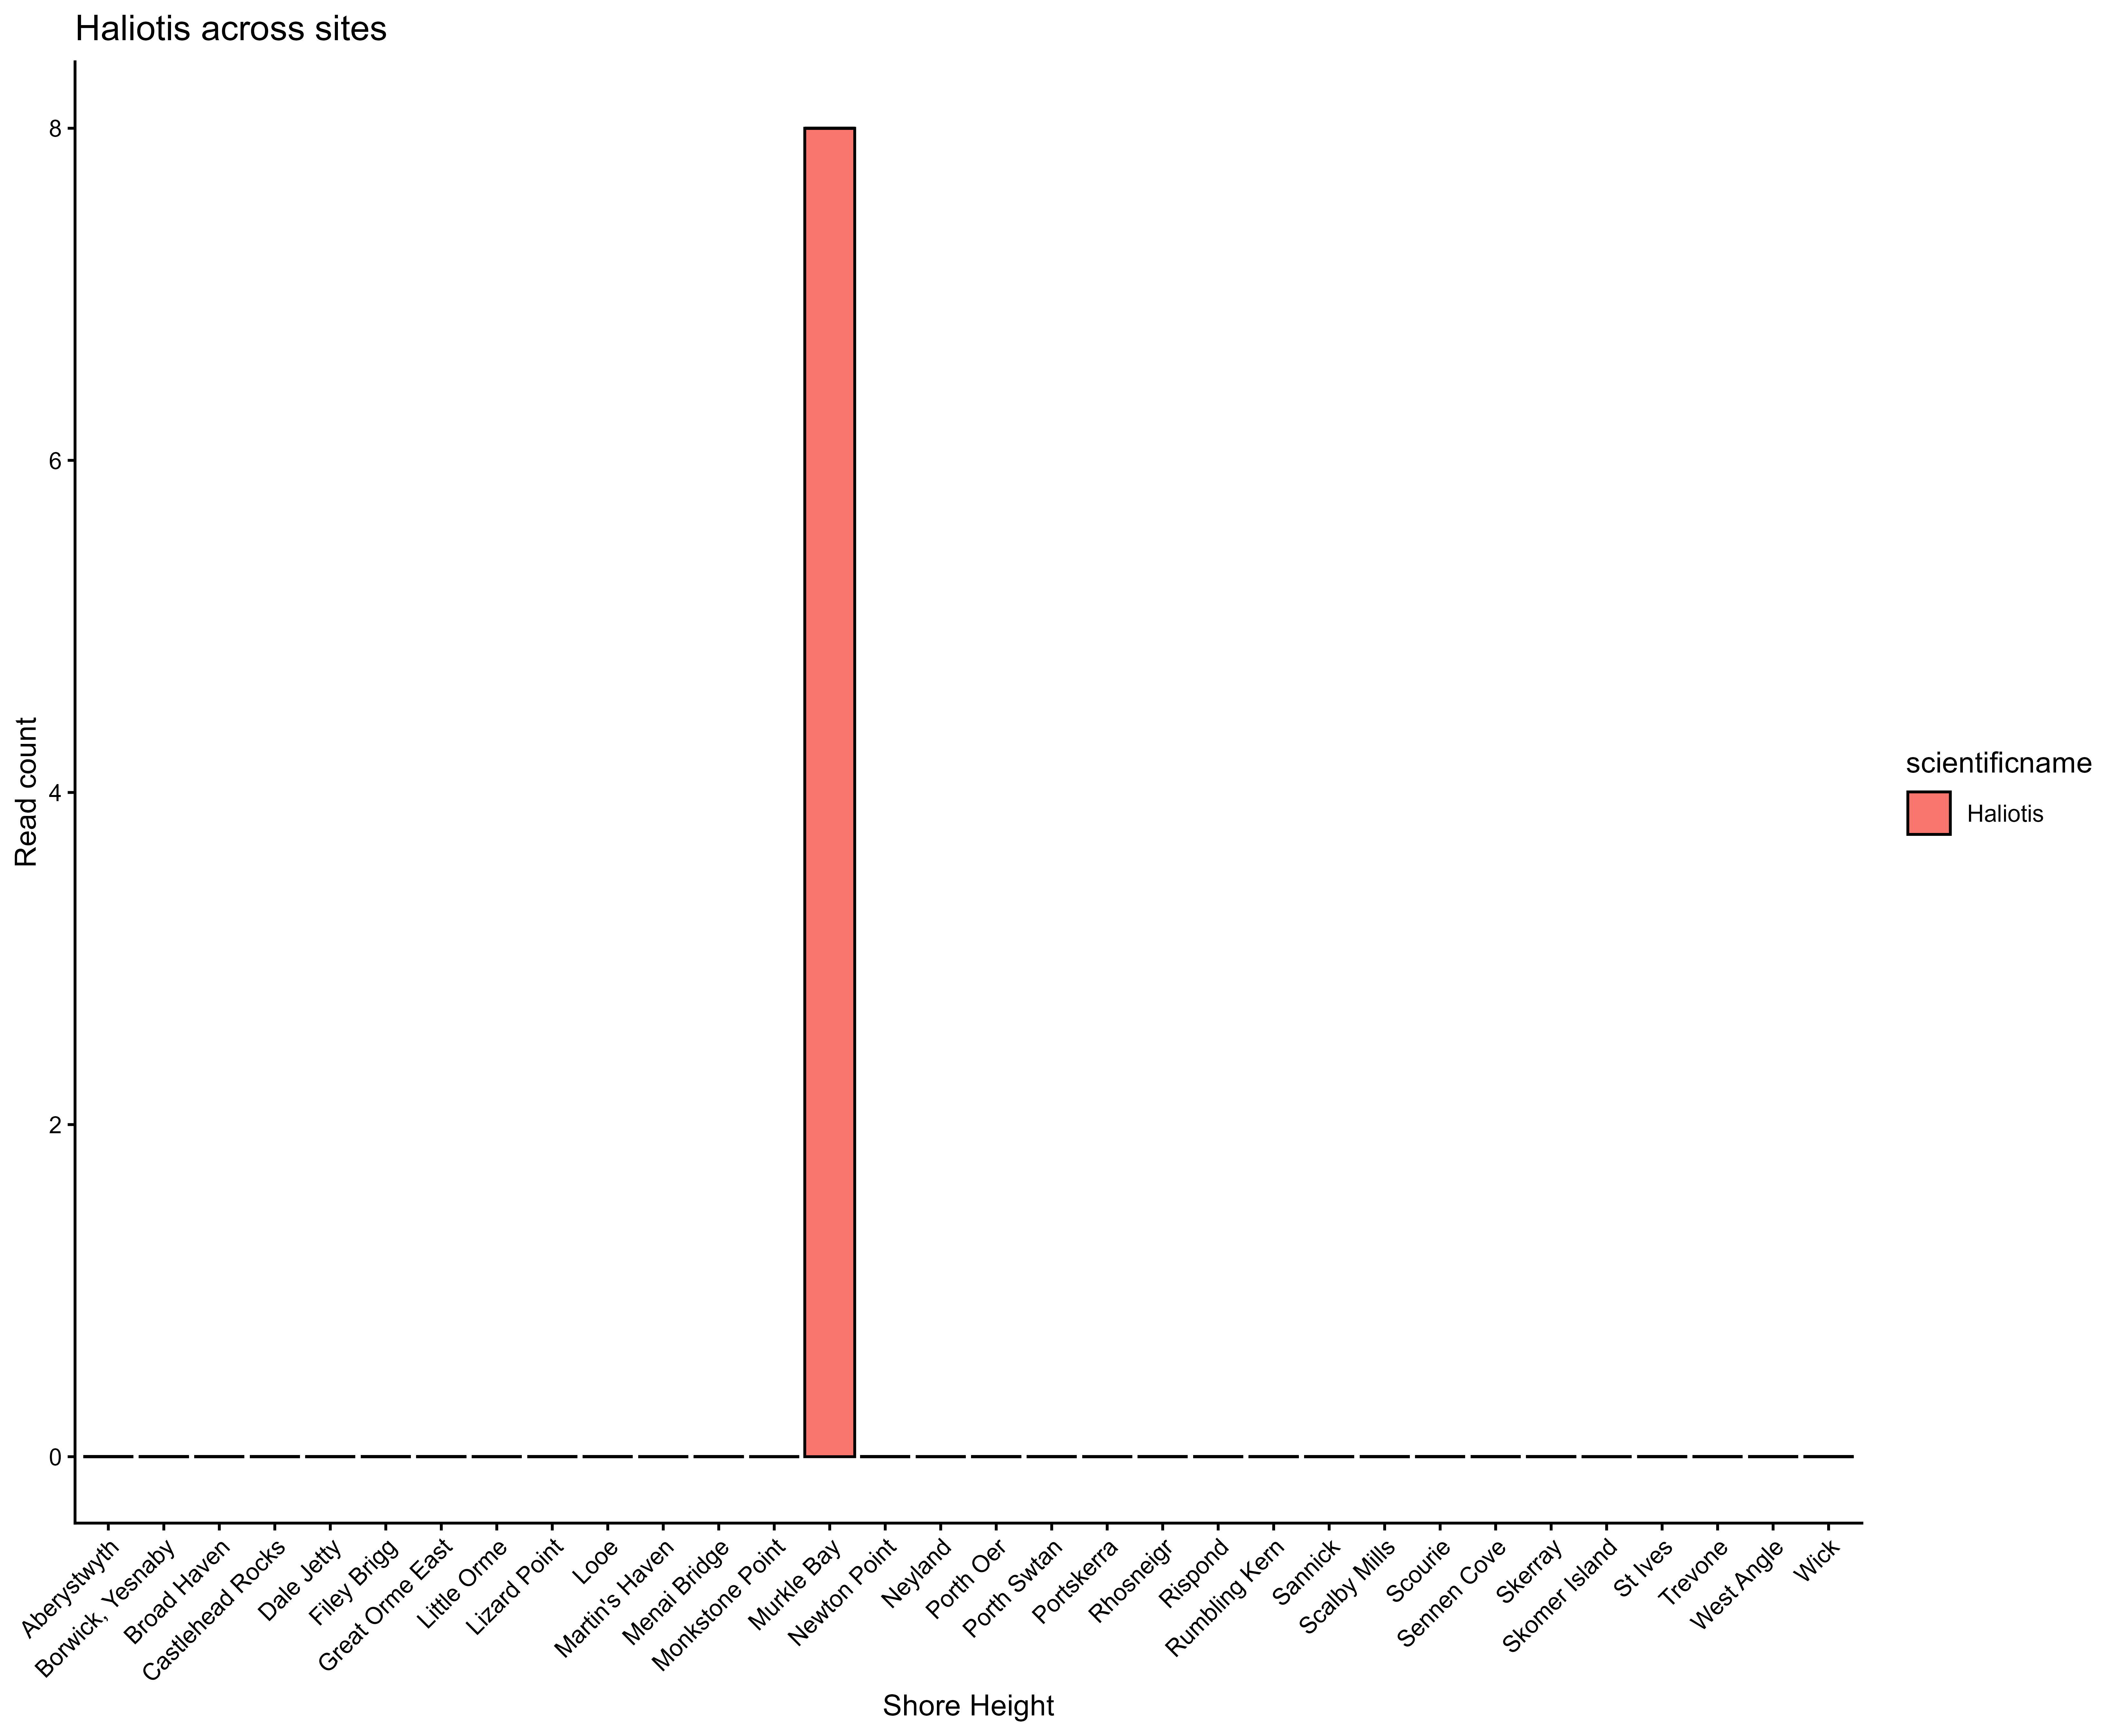 Haliotis across sites
8
6
4
2
0
Read count
Aberystwyth
Borwick, Yesnaby
Broad Haven
Castlehead Rocks
Dale Jetty
Filey Brigg
Great Orme East
Little Orme
Lizard Point
Looe
Martin's Haven
Menai Bridge
Monkstone Point
Murkle Bay
Newton Point
Neyland
Porth Oer
Porth Swtan
Portskerra
Rhosneigr
Rispond
Rumbling Kern
Sannick
Scalby Mills
Scourie
Sennen Cove
Skerray
Skomer Island
St Ives
Trevone
West Angle
Wick
Shore Height
scientificname
Haliotis